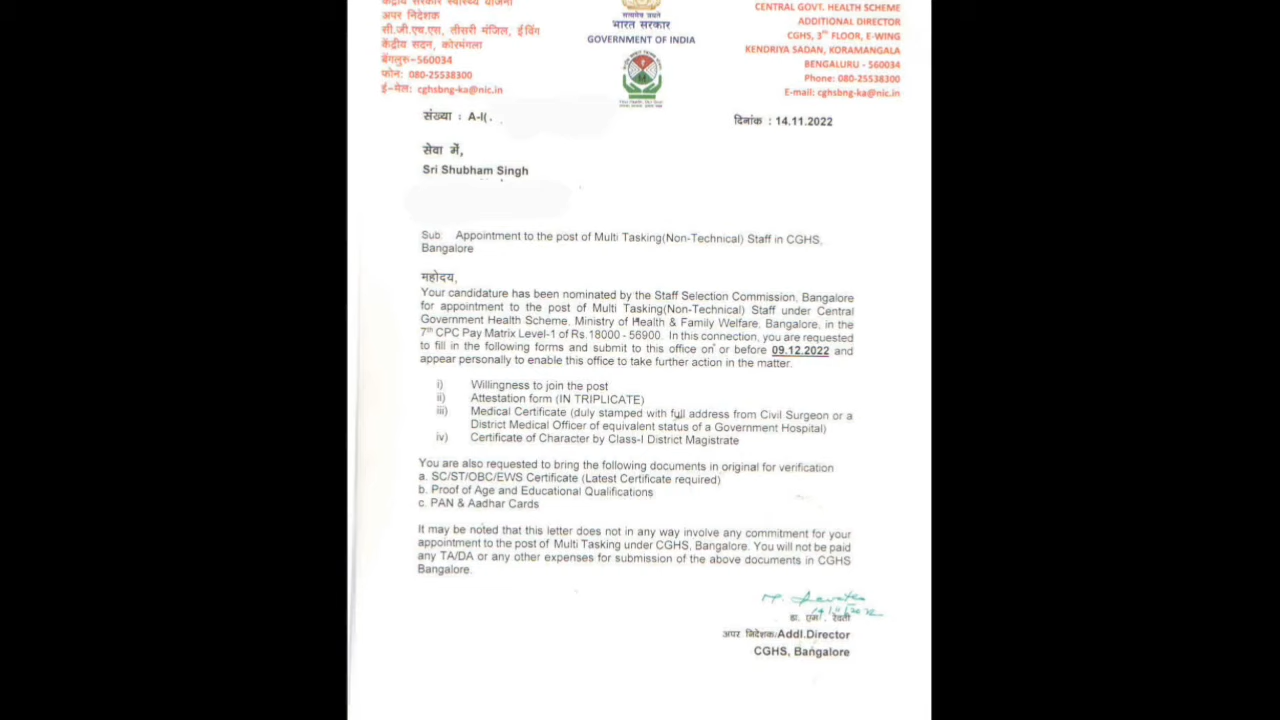 केंद्रीय सरकार स्वास्थ्य योजना
अपर निदेशक
सी.जी.एच.एस, तीसरी मंजिल, ई विंग
केंद्रीय सदन, कोरमंगला
बेंगलुरु-560034
फोन: 080-25538300
ई-मेल: cghsbng-ka@nic.in
सत्यमेव जयते
भारत सरकार
GOVERNMENT OF INDIA
CENTRAL GOVT. HEALTH SCHEME
ADDITIONAL DIRECTOR
CGHS, 3rd FLOOR, E-WING
KENDRIYA SADAN, KORAMANGALA
BENGALURU - 560034
Phone: 080-25538300
E-mail: cghsbng-ka@nic.in
संख्या : A-I(.
दिनांक : 14.11.2022
सेवा में,
Sri Shubham Singh
Sub: Appointment to the post of Multi Tasking(Non-Technical) Staff in CGHS,
Bangalore
महोदय,
Your candidature has been nominated by the Staff Selection Commission, Bangalore
for appointment to the post of Multi Tasking(Non-Technical) Staff under Central
Government Health Scheme, Ministry of Health & Family Welfare, Bangalore, in the
7th CPC Pay Matrix Level-1 of Rs.18000 - 56900. In this connection, you are requested
to fill in the following forms and submit to this office on or before 09.12.2022 and
appear personally to enable this office to take further action in the matter.
i) Willingness to join the post
ii) Attestation form (IN TRIPLICATE)
iii) Medical Certificate (duly stamped with full address from Civil Surgeon or a
District Medical Officer of equivalent status of a Government Hospital)
iv) Certificate of Character by Class-I District Magistrate
You are also requested to bring the following documents in original for verification
a. SC/ST/OBC/EWS Certificate (Latest Certificate required)
b. Proof of Age and Educational Qualifications
c. PAN & Aadhar Cards
It may be noted that this letter does not in any way involve any commitment for your
appointment to the post of Multi Tasking under CGHS, Bangalore. You will not be paid
any TA/DA or any other expenses for submission of the above documents in CGHS
Bangalore.
डा. एम. रेवती
अपर निदेशक/Addl.Director
CGHS, Bangalore